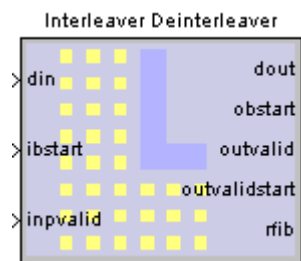 Interleaver Deinterleaver
din
dout
obstart
ibstart
outvalid
outvalidstart
inpvalid
rfib